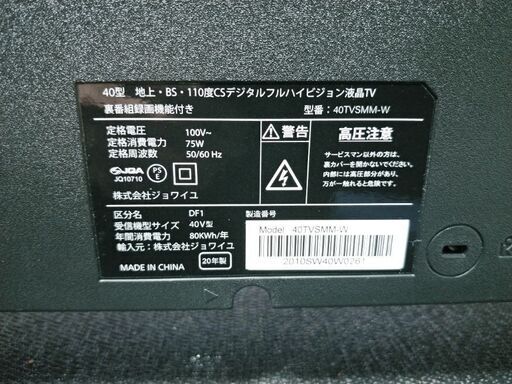 40型 地上・BS・110度CSデジタルフルハイビジョン液晶TV
裏番組録画機能付き 型番：40TVSMM-W
定格電圧 100V~
定格消費電力 75W
定格周波数 50/60 Hz
JQA
JQ10710
PS
E
株式会社ジョワイユ
警告 高圧注意
サービスマン以外の方は、
裏カバーを開けないでください。
内部には高圧部分があり、
万が一触れると危険です。
区分名 DF1
受信機型サイズ 40V型
年間消費電力 80KWh/年
輸入元：株式会社ジョワイユ
MADE IN CHINA 20年製
製造番号
Model 40TVSMM-W
2010SW40W0261